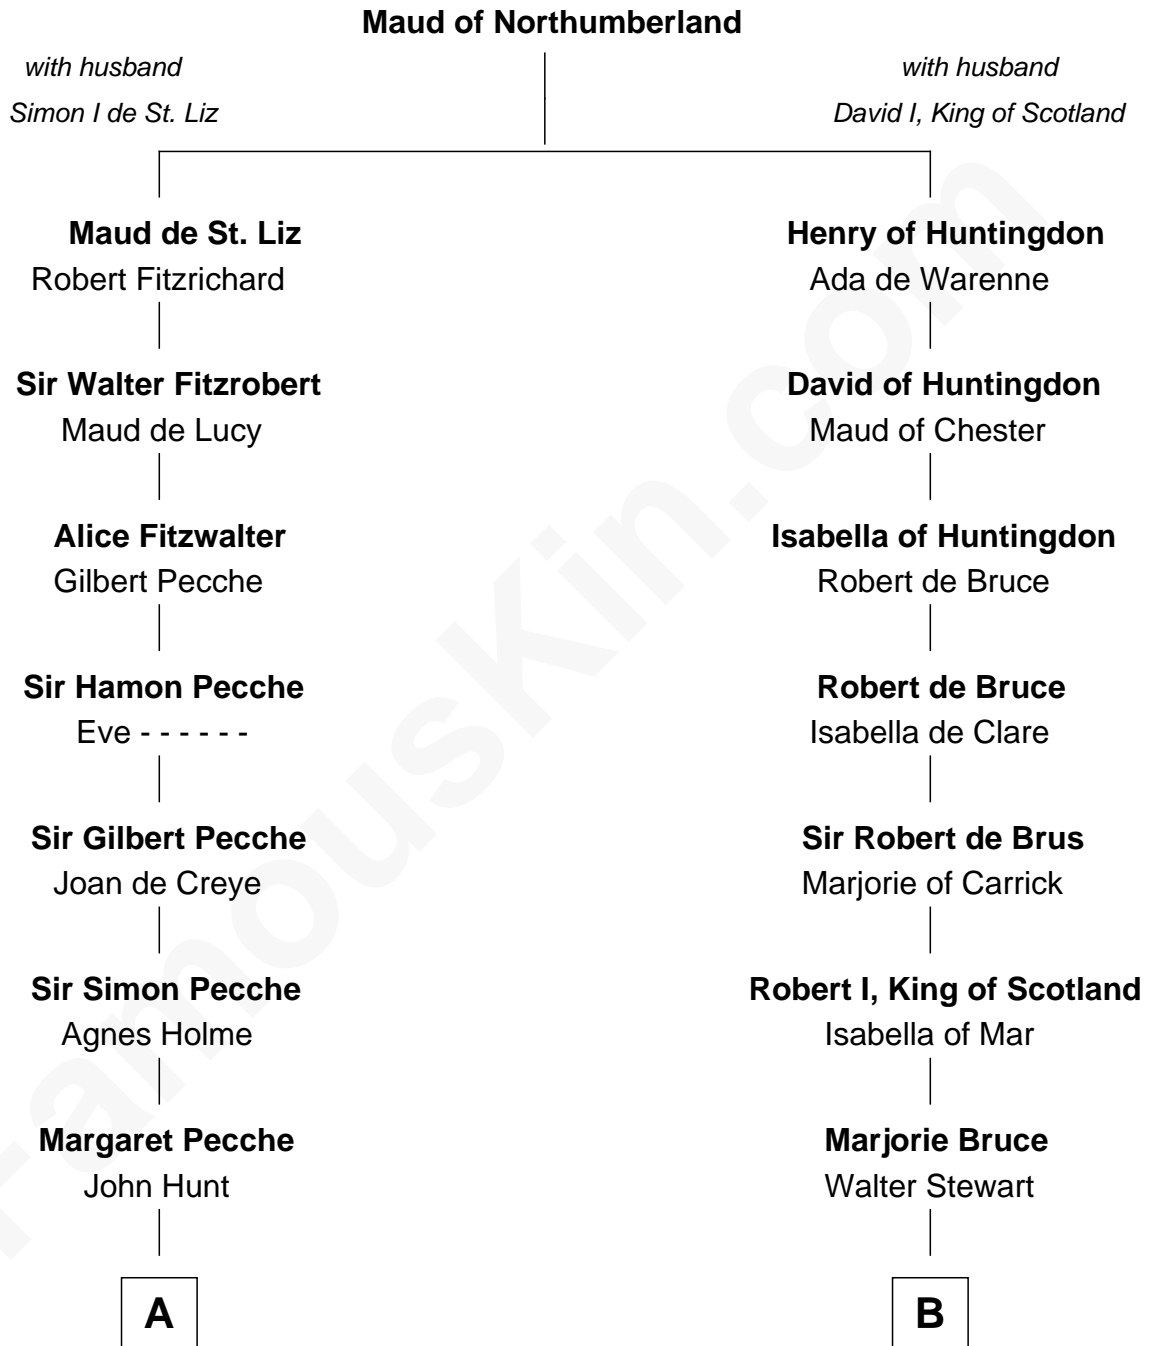 Maud of Northumberland
with husband
Simon I de St. Liz
with husband
David I, King of Scotland
Maud de St. Liz
Robert Fitzrichard
Henry of Huntingdon
Ada de Warenne
Sir Walter Fitzrobert
Maud de Lucy
David of Huntingdon
Maud of Chester
Alice Fitzwalter
Gilbert Pecche
Isabella of Huntingdon
Robert de Bruce
Sir Hamon Pecche
Eve - - - - - -
Robert de Bruce
Isabella de Clare
Sir Gilbert Pecche
Joan de Creye
Sir Robert de Brus
Marjorie of Carrick
Sir Simon Pecche
Agnes Holme
Robert I, King of Scotland
Isabella of Mar
Margaret Pecche
John Hunt
Marjorie Bruce
Walter Stewart
A
B
FamousKin.com